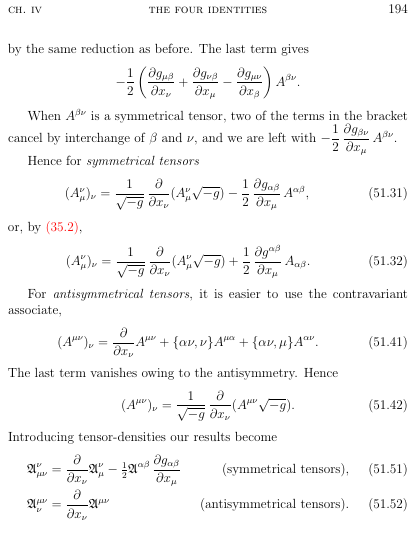 CH. IV THE FOUR IDENTITIES 194
by the same reduction as before. The last term gives
$-\frac{1}{2}\left(\frac{\partial g_{\mu\beta}}{\partial x_\nu} + \frac{\partial g_{\nu\beta}}{\partial x_\mu} - \frac{\partial g_{\mu\nu}}{\partial x_\beta}\right) A^{\beta\nu}.$
When $A^{\beta\nu}$ is a symmetrical tensor, two of the terms in the bracket
cancel by interchange of β and ν, and we are left with $-\frac{1}{2}\frac{\partial g_{\beta\nu}}{\partial x_\mu} A^{\beta\nu}$.
Hence for symmetrical tensors
$(A_\mu^\nu)_\nu = \frac{1}{\sqrt{-g}} \frac{\partial}{\partial x_\nu}(A_\mu^\nu \sqrt{-g}) - \frac{1}{2}\frac{\partial g_{\alpha\beta}}{\partial x_\mu} A^{\alpha\beta},$ (51.31)
or, by (35.2),
$(A_\mu^\nu)_\nu = \frac{1}{\sqrt{-g}} \frac{\partial}{\partial x_\nu}(A_\mu^\nu \sqrt{-g}) + \frac{1}{2}\frac{\partial g^{\alpha\beta}}{\partial x_\mu} A_{\alpha\beta}.$ (51.32)
For antisymmetrical tensors, it is easier to use the contravariant
associate,
$(A^{\mu\nu})_\nu = \frac{\partial}{\partial x_\nu} A^{\mu\nu} + \{\alpha\nu, \nu\} A^{\mu\alpha} + \{\alpha\nu, \mu\} A^{\alpha\nu}.$ (51.41)
The last term vanishes owing to the antisymmetry. Hence
$(A^{\mu\nu})_\nu = \frac{1}{\sqrt{-g}} \frac{\partial}{\partial x_\nu}(A^{\mu\nu} \sqrt{-g}).$ (51.42)
Introducing tensor-densities our results become
$\mathfrak{A}_{\mu\nu}^\nu = \frac{\partial}{\partial x_\nu} \mathfrak{A}_\mu^\nu - \frac{1}{2}\mathfrak{A}^{\alpha\beta} \frac{\partial g_{\alpha\beta}}{\partial x_\mu}$ (symmetrical tensors), (51.51)
$\mathfrak{A}_\nu^{\mu\nu} = \frac{\partial}{\partial x_\nu} \mathfrak{A}^{\mu\nu}$ (antisymmetrical tensors). (51.52)